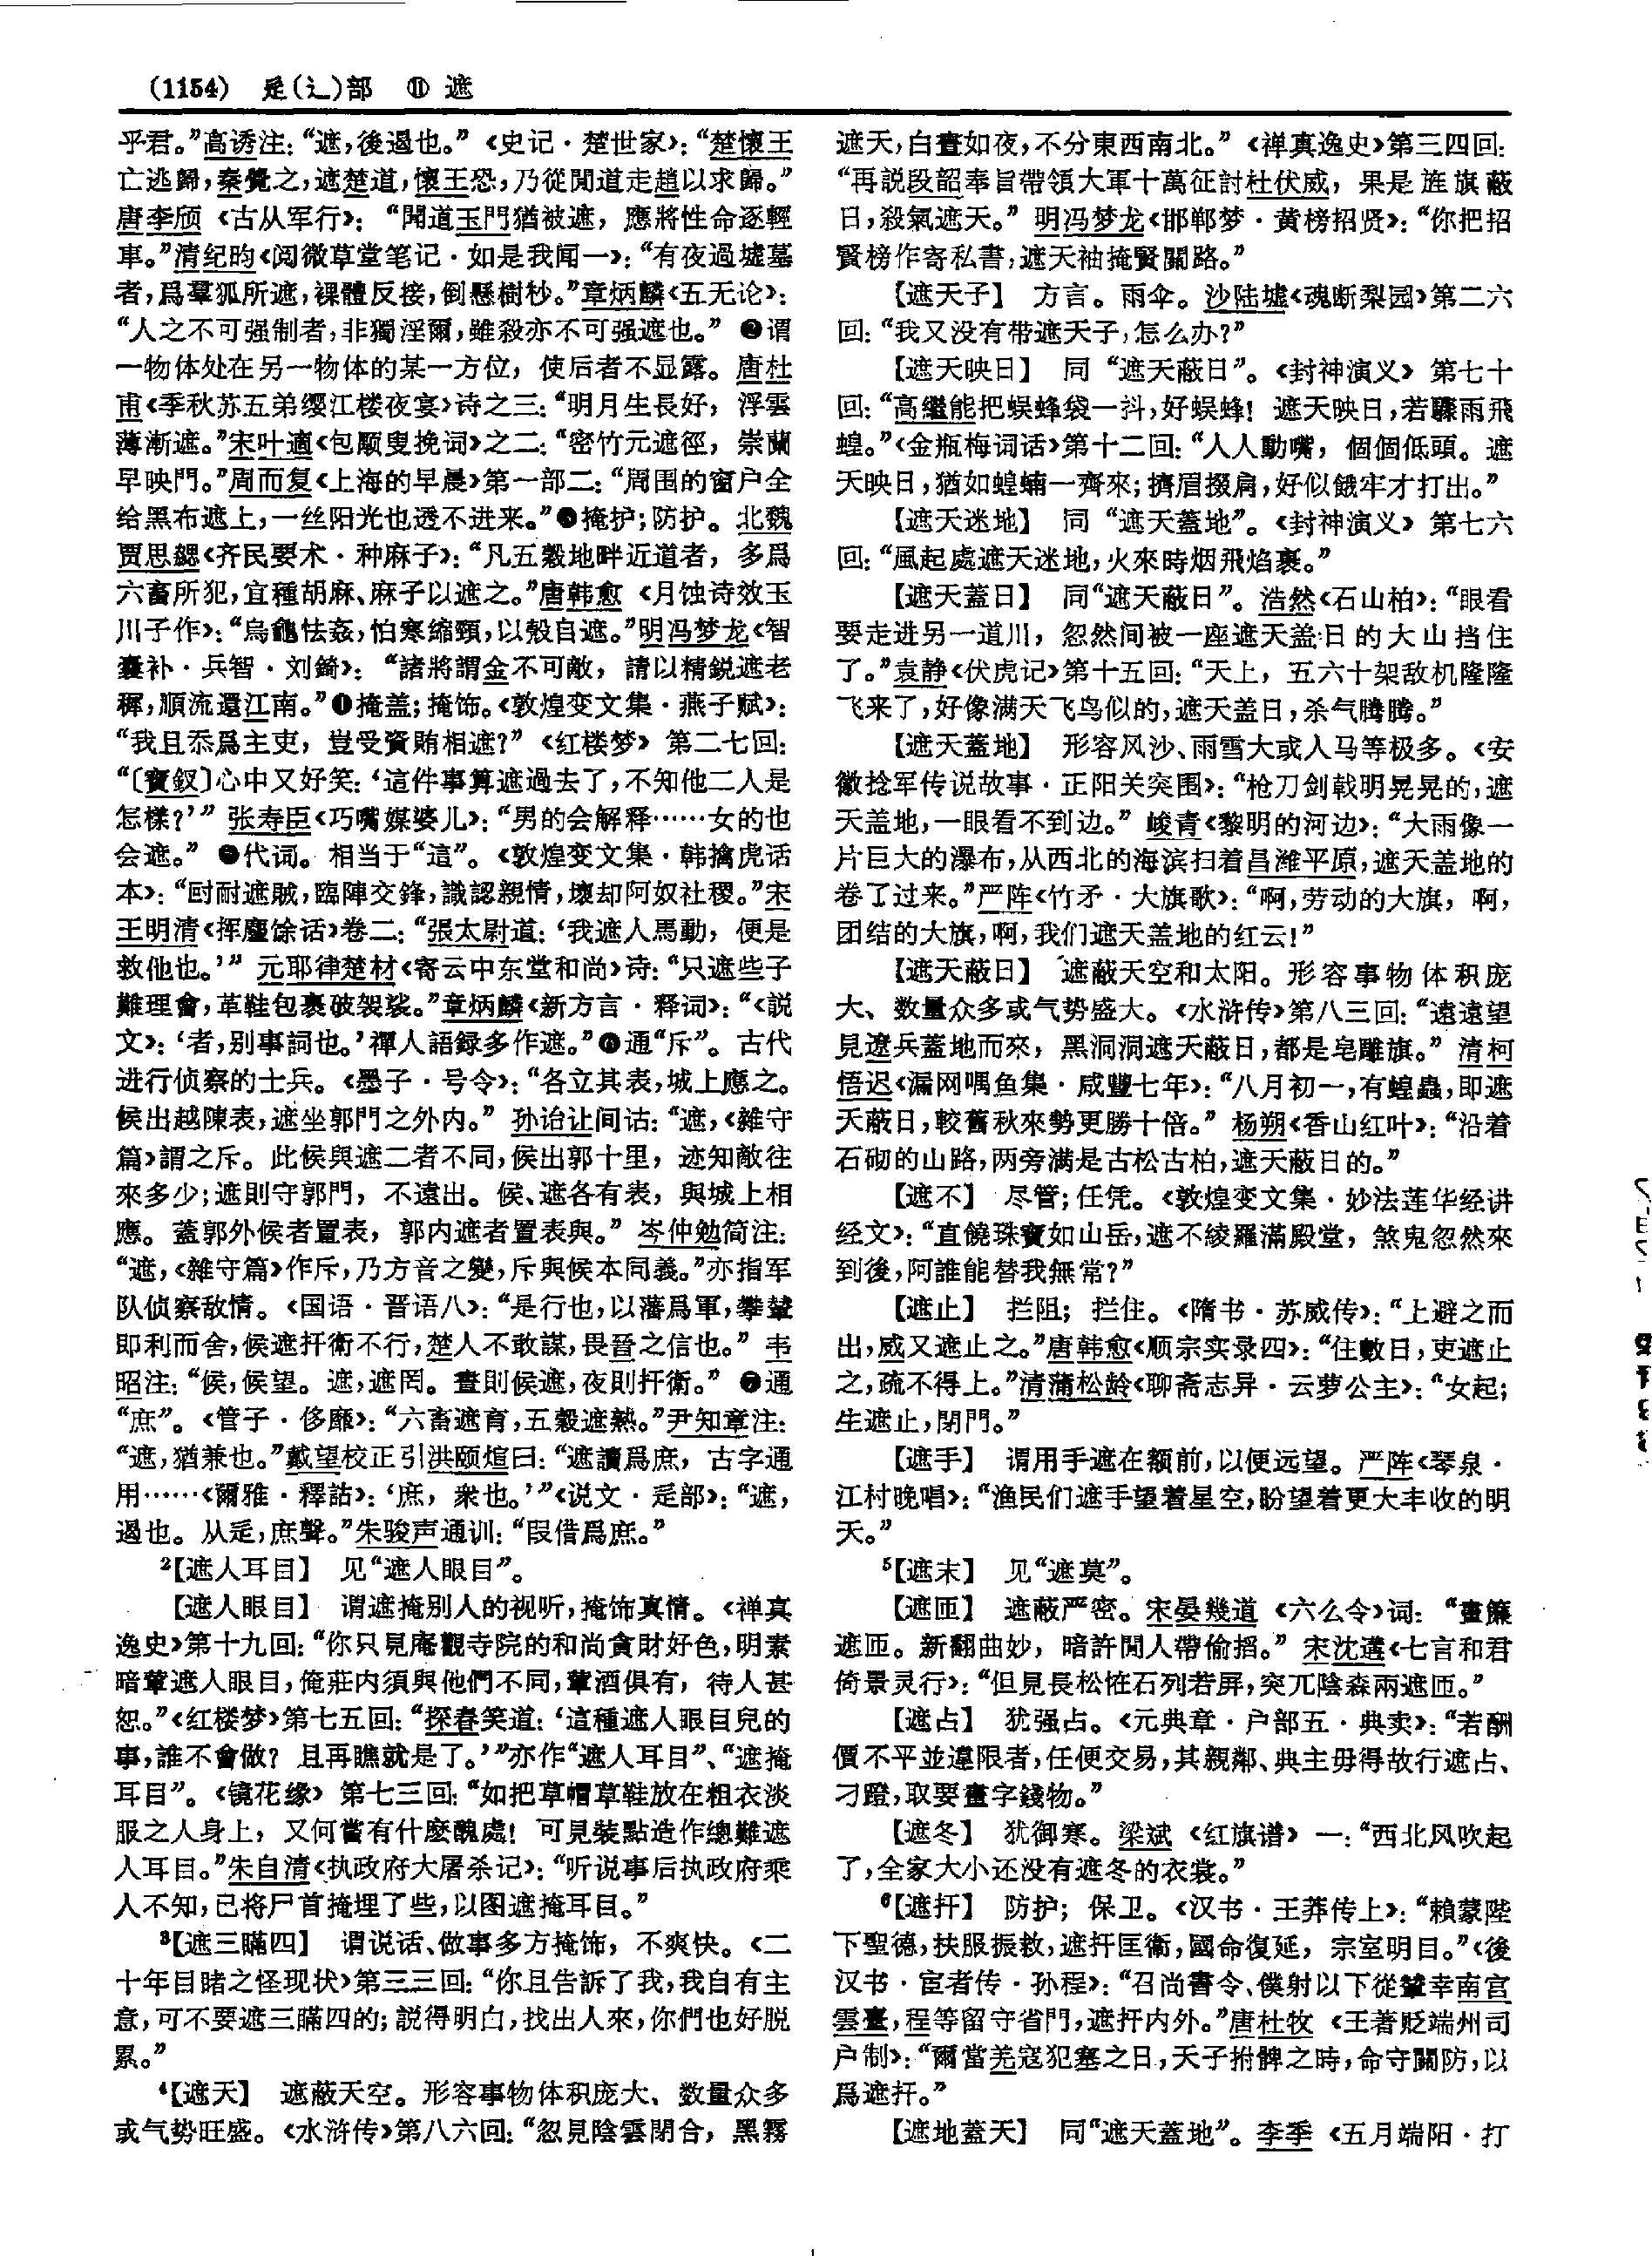 (1154) 辵(辶)部 ⑪ 遮
乎君。”高诱注：“遮，後遏也。”《史记·楚世家》：“楚懷王
亡逃歸，秦覺之，遮楚道，懷王恐，乃從閒道走趙以求歸。”
唐李颀《古从军行》：“聞道玉門猶被遮，應將性命逐輕
車。”清纪昀《阅微草堂笔记·如是我闻一》：“有夜過墟墓
者，爲羣狐所遮，裸體反接，倒懸樹杪。”章炳麟《五无论》：
“人之不可强制者，非獨淫爾，雖殺亦不可强遮也。” ❷谓
一物体处在另一物体的某一方位，使后者不显露。唐杜
甫《季秋苏五弟缨江楼夜宴》诗之三：“明月生長好，浮雲
薄漸遮。”宋叶適《包颙叟挽词》之二：“密竹元遮徑，崇蘭
早映門。”周而复《上海的早晨》第一部二：“周围的窗户全
给黑布遮上，一丝阳光也透不进来。”❸掩护；防护。北魏
贾思勰《齐民要术·种麻子》：“凡五穀地畔近道者，多爲
六畜所犯，宜種胡麻、麻子以遮之。”唐韩愈《月蚀诗效玉
川子作》：“烏龜怯姦，怕寒縮頸，以殼自遮。”明冯梦龙《智
囊补·兵智·刘錡》：“諸將謂金不可敵，請以精鋭遮老
穉，順流還江南。”❹掩盖；掩饰。《敦煌变文集·燕子赋》：
“我且忝爲主吏，豈受資賄相遮？”《红楼梦》第二七回：
“〔寶釵〕心中又好笑：‘這件事算遮過去了，不知他二人是
怎樣？’” 张寿臣《巧嘴媒婆儿》：“男的会解释……女的也
会遮。” ❺代词。相当于“這”。《敦煌变文集·韩擒虎话
本》：“叵耐遮賊，臨陣交鋒，識認親情，壞却阿奴社稷。”宋
王明清《挥麈馀话》卷二：“張太尉道：‘我遮人馬動，便是
救他也。’” 元耶律楚材《寄云中东堂和尚》诗：“只遮些子
難理會，革鞋包裹破袈裟。”章炳麟《新方言·释词》：“《説
文》：‘者，别事詞也。’禪人語録多作遮。”❻通“斥”。古代
进行侦察的士兵。《墨子·号令》：“各立其表，城上應之。
候出越陳表，遮坐郭門之外内。” 孙诒让间诂：“遮，《雜守
篇》謂之斥。此候與遮二者不同，候出郭十里，迹知敵往
來多少；遮則守郭門，不遠出。候、遮各有表，與城上相
應。蓋郭外候者置表，郭内遮者置表與。” 岑仲勉简注：
“遮，《雜守篇》作斥，乃方音之變，斥與候本同義。”亦指军
队侦察敌情。《国语·晋语八》：“是行也，以藩爲軍，攀輦
即利而舍，候遮扞衛不行，楚人不敢謀，畏晉之信也。” 韦
昭注：“候，候望。遮，遮罔。晝則候遮，夜則扞衛。” ❼通
“庶”。《管子·侈靡》：“六畜遮育，五穀遮熟。”尹知章注：
“遮，猶兼也。”戴望校正引洪颐煊曰：“遮讀爲庶，古字通
用……《爾雅·釋詁》：‘庶，衆也。’”《说文·辵部》：“遮，
遏也。从辵，庶聲。”朱骏声通训：“叚借爲庶。”
²【遮人耳目】 见“遮人眼目”。
【遮人眼目】 谓遮掩别人的视听，掩饰真情。《禅真
逸史》第十九回：“你只見庵觀寺院的和尚貪財好色，明素
暗葷遮人眼目，俺莊内須與他們不同，葷酒俱有，待人甚
恕。”《红楼梦》第七五回：“探春笑道：‘這種遮人眼目兒的
事，誰不會做？且再瞧就是了。’”亦作“遮人耳目”、“遮掩
耳目”。《镜花缘》第七三回：“如把草帽草鞋放在粗衣淡
服之人身上，又何嘗有什麽醜處！可見裝點造作總難遮
人耳目。”朱自清《执政府大屠杀记》：“听说事后执政府乘
人不知，已将尸首掩埋了些，以图遮掩耳目。”
³【遮三瞒四】 谓说话、做事多方掩饰，不爽快。《二
十年目睹之怪现状》第三三回：“你且告訴了我，我自有主
意，可不要遮三瞞四的；説得明白，找出人來，你們也好脱
累。”
⁴【遮天】 遮蔽天空。形容事物体积庞大、数量众多
或气势旺盛。《水浒传》第八六回：“忽見陰雲閉合，黑霧
遮天，白晝如夜，不分東西南北。”《禅真逸史》第三四回：
“再説段韶奉旨帶領大軍十萬征討杜伏威，果是旌旗蔽
日，殺氣遮天。” 明冯梦龙《邯郸梦·黄榜招贤》：“你把招
賢榜作寄私書，遮天袖掩賢關路。”
【遮天子】 方言。雨伞。沙陆墟《魂断梨园》第二六
回：“我又没有带遮天子，怎么办？”
【遮天映日】 同“遮天蔽日”。《封神演义》第七十
回：“高繼能把蜈蜂袋一抖，好蜈蜂！遮天映日，若驟雨飛
蝗。”《金瓶梅词话》第十二回：“人人動嘴，個個低頭。遮
天映日，猶如蝗蝻一齊來；擠眉掇肩，好似餓牢才打出。”
【遮天迷地】 同“遮天蓋地”。《封神演义》第七六
回：“風起處遮天迷地，火來時烟飛焰裹。”
【遮天蓋日】 同“遮天蔽日”。浩然《石山柏》：“眼看
要走进另一道川，忽然间被一座遮天盖日的大山挡住
了。”袁静《伏虎记》第十五回：“天上，五六十架敌机隆隆
飞来了，好像满天飞鸟似的，遮天盖日，杀气腾腾。”
【遮天蓋地】 形容风沙、雨雪大或人马等极多。《安
徽捻军传说故事·正阳关突围》：“枪刀剑戟明晃晃的，遮
天盖地，一眼看不到边。” 峻青《黎明的河边》：“大雨像一
片巨大的瀑布，从西北的海滨扫着昌潍平原，遮天盖地的
卷了过来。”严阵《竹矛·大旗歌》：“啊，劳动的大旗，啊，
团结的大旗，啊，我们遮天盖地的红云！”
【遮天蔽日】 遮蔽天空和太阳。形容事物体积庞
大、数量众多或气势盛大。《水浒传》第八三回：“遠遠望
見遼兵蓋地而來，黑洞洞遮天蔽日，都是皂雕旗。” 清柯
悟迟《漏网喁鱼集·咸豐七年》：“八月初一，有蝗蟲，即遮
天蔽日，較舊秋來勢更勝十倍。” 杨朔《香山红叶》：“沿着
石砌的山路，两旁满是古松古柏，遮天蔽日的。”
【遮不】 尽管；任凭。《敦煌变文集·妙法莲华经讲
经文》：“直饒珠寶如山岳，遮不綾羅滿殿堂，煞鬼忽然來
到後，阿誰能替我無常？”
【遮止】 拦阻；拦住。《隋书·苏威传》：“上避之而
出，威又遮止之。”唐韩愈《顺宗实录四》：“住數日，吏遮止
之，疏不得上。”清蒲松龄《聊斋志异·云萝公主》：“女起；
生遮止，閉門。”
【遮手】 谓用手遮在额前，以便远望。严阵《琴泉·
江村晚唱》：“渔民们遮手望着星空，盼望着更大丰收的明
天。”
⁵【遮末】 见“遮莫”。
【遮匝】 遮蔽严密。宋晏幾道《六么令》词：“畫簾
遮匝。新翻曲妙，暗許閒人帶偷掐。” 宋沈遘《七言和君
倚景灵行》：“但見長松恠石列若屏，突兀陰森兩遮匝。”
【遮占】 犹强占。《元典章·户部五·典卖》：“若酬
價不平並違限者，任便交易，其親鄰、典主毋得故行遮占、
刁蹬，取要畫字錢物。”
【遮冬】 犹御寒。梁斌《红旗谱》一：“西北风吹起
了，全家大小还没有遮冬的衣裳。”
⁶【遮扞】 防护；保卫。《汉书·王莽传上》：“賴蒙陛
下聖德，扶服振救，遮扞匡衞，國命復延，宗室明目。”《後
汉书·宦者传·孙程》：“召尚書令、僕射以下從輦幸南宫
雲臺，程等留守省門，遮扞内外。”唐杜牧《王著贬端州司
户制》：“爾當羌寇犯塞之日，天子拊髀之時，命守關防，以
爲遮扞。”
【遮地蓋天】 同“遮天蓋地”。李季《五月端阳·打